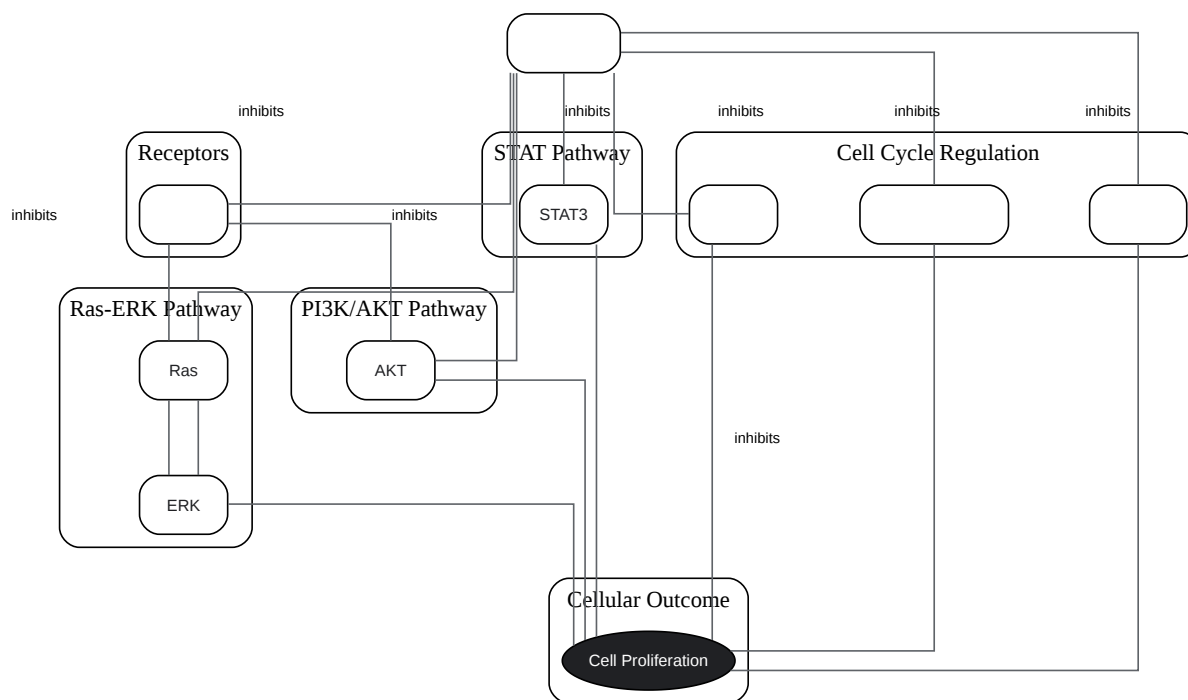 inhibits
inhibits
inhibits
inhibits
inhibits
Receptors
STAT Pathway
Cell Cycle Regulation
inhibits
inhibits
STAT3
Ras-ERK Pathway
PI3K/AKT Pathway
Ras
AKT
inhibits
ERK
Cellular Outcome
Cell Proliferation